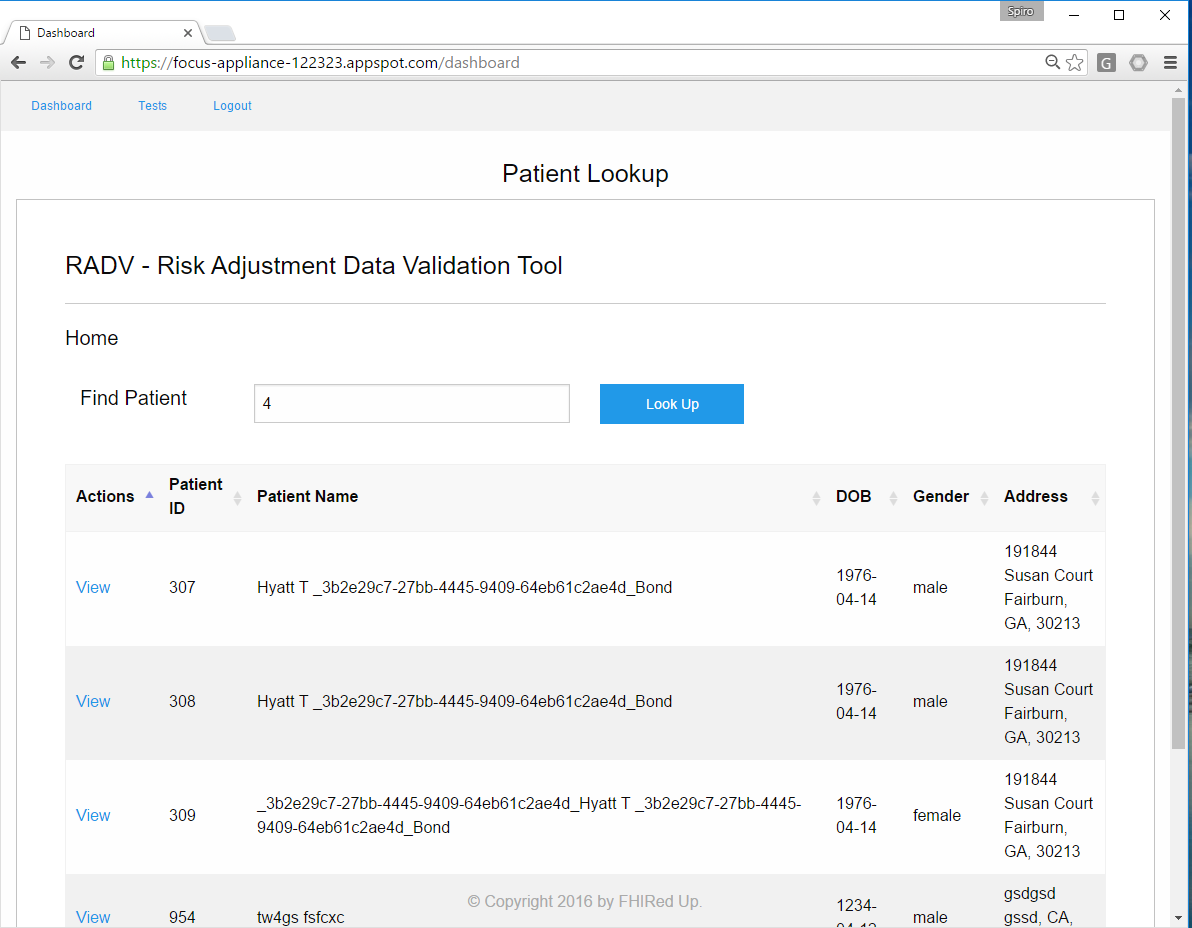 Spiro
Dashboard
https://focus-appliance-122323.appspot.com/dashboard
G
Dashboard Tests Logout
Patient Lookup
RADV - Risk Adjustment Data Validation Tool
Home
Find Patient 4 Look Up
Actions Patient ID Patient Name DOB Gender Address
View 307 Hyatt T _3b2e29c7-27bb-4445-9409-64eb61c2ae4d_Bond 1976-04-14 male 191844 Susan Court Fairburn, GA, 30213
View 308 Hyatt T _3b2e29c7-27bb-4445-9409-64eb61c2ae4d_Bond 1976-04-14 male 191844 Susan Court Fairburn, GA, 30213
View 309 _3b2e29c7-27bb-4445-9409-64eb61c2ae4d_Hyatt T _3b2e29c7-27bb-4445-9409-64eb61c2ae4d_Bond 1976-04-14 female 191844 Susan Court Fairburn, GA, 30213
View 954 tw4gs fsfcxc 1234- male gsdgsd gssd, CA,
© Copyright 2016 by FHIRed Up.